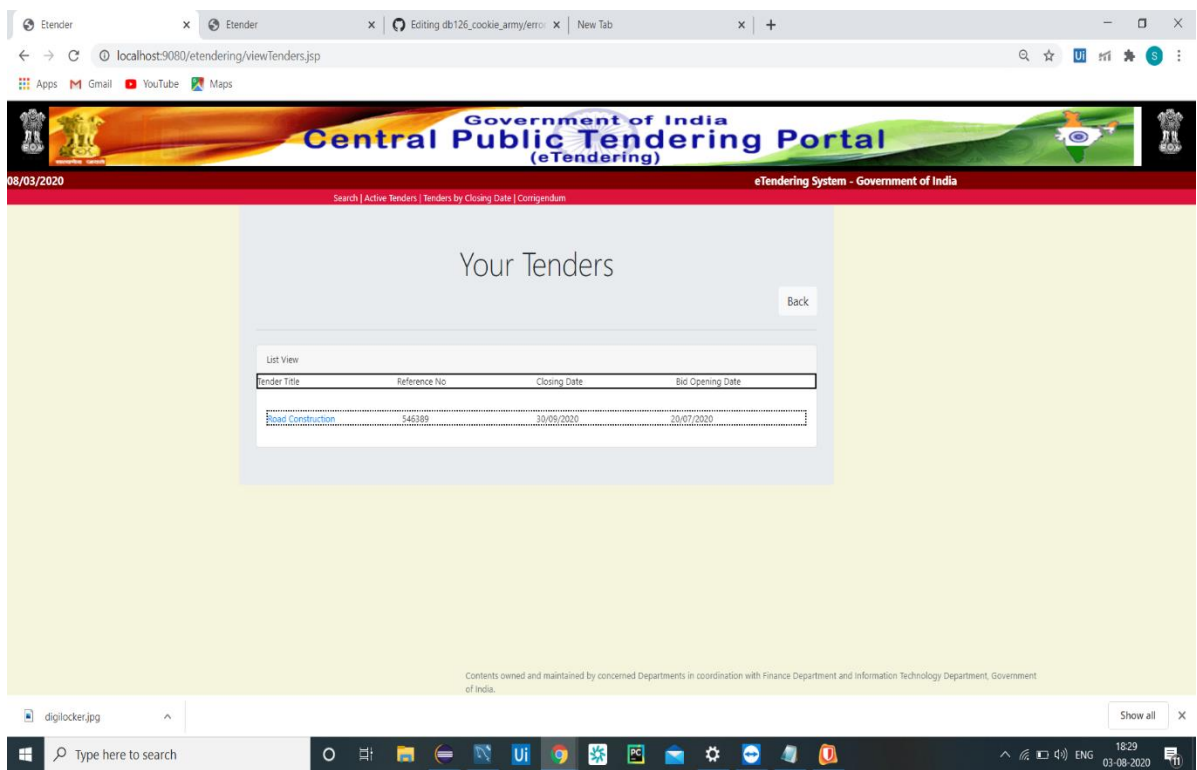 Etender
Etender
Editing db126_cookie_army/error
New Tab
localhost:9080/etendering/viewTenders.jsp
Apps Gmail YouTube Maps
Government of India
Central Public Tendering Portal
(eTendering)
08/03/2020 eTendering System - Government of India
Search | Active Tenders | Tenders by Closing Date | Corrigendum
Your Tenders
Back
List View
Tender Title Reference No Closing Date Bid Opening Date
Road Construction 546389 30/09/2020 20/07/2020
Contents owned and maintained by concerned Departments in coordination with Finance Department and Information Technology Department, Government
of India.
digilocker.jpg Show all
Type here to search
Ui
PC
ENG
18:29
03-08-2020
11